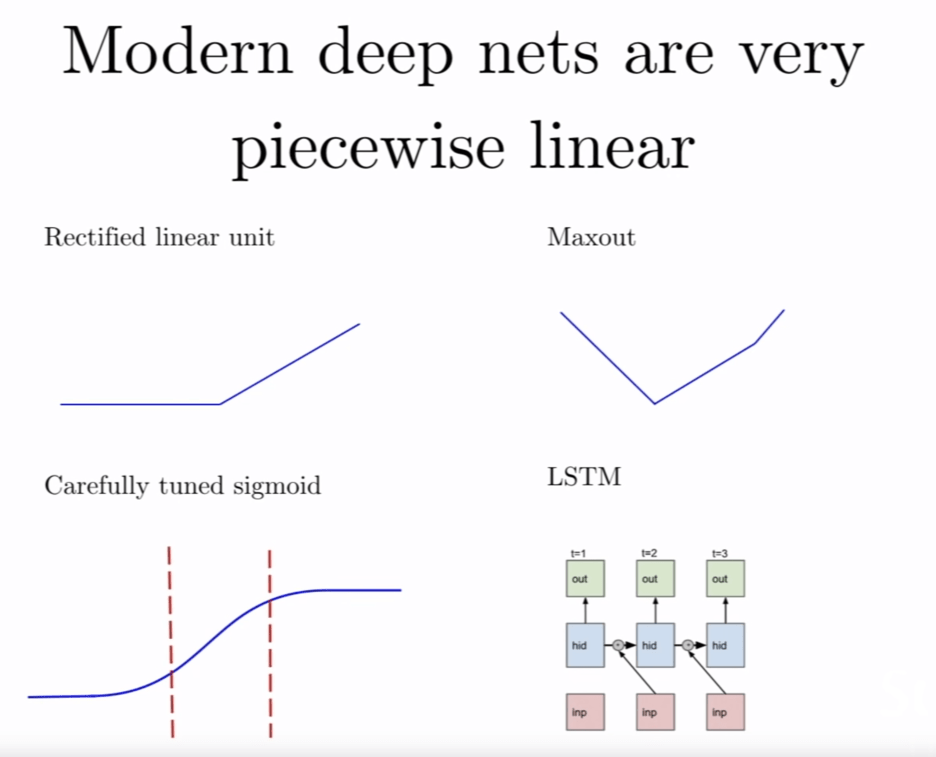 Modern deep nets are very
piecewise linear
Rectified linear unit
Maxout
Carefully tuned sigmoid
LSTM
t=1 t=2 t=3
out out out
hid hid hid
inp inp inp